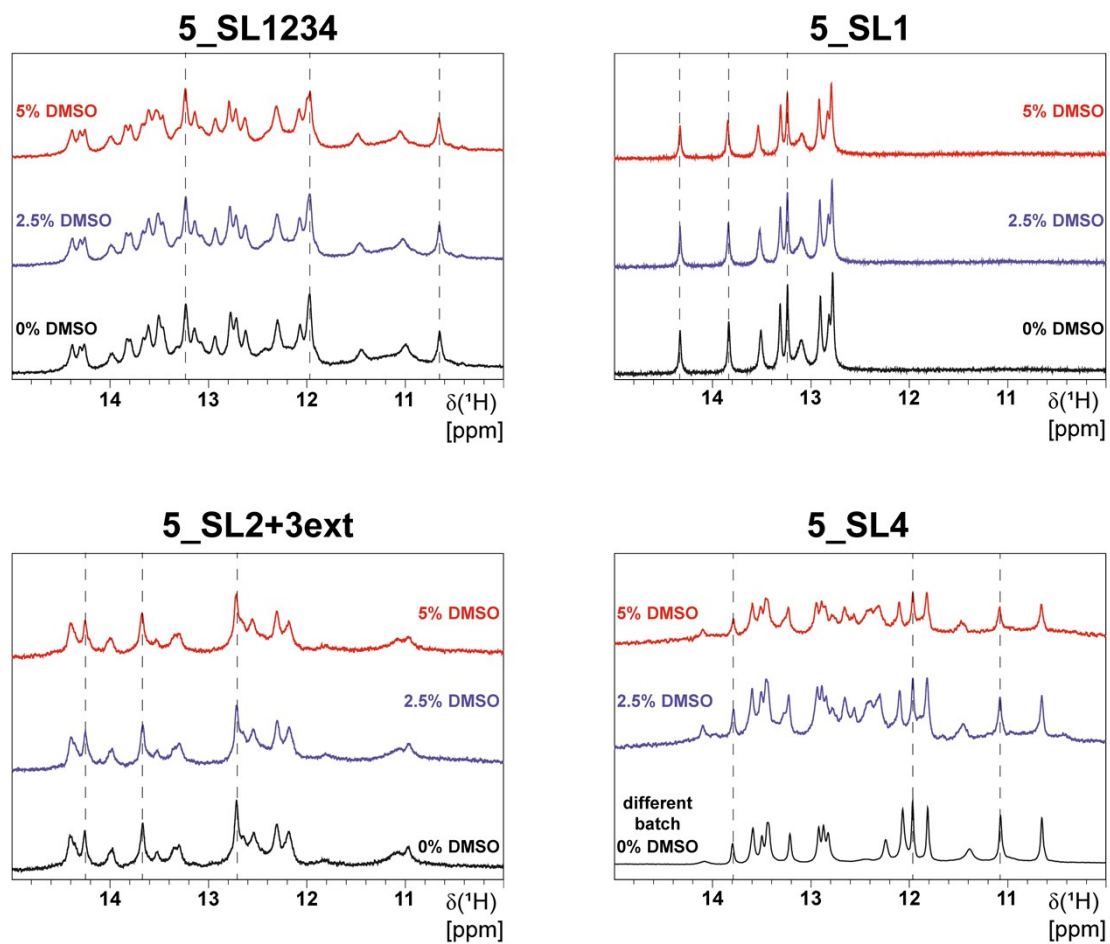 5_SL1234
5% DMSO
2.5% DMSO
0% DMSO
14 13 12 11 δ(¹H)
[ppm]
5_SL1
5% DMSO
2.5% DMSO
0% DMSO
14 13 12 11 δ(¹H)
[ppm]
5_SL2+3ext
5% DMSO
2.5% DMSO
0% DMSO
14 13 12 11 δ(¹H)
[ppm]
5_SL4
5% DMSO
2.5% DMSO
different
batch
0% DMSO
14 13 12 11 δ(¹H)
[ppm]